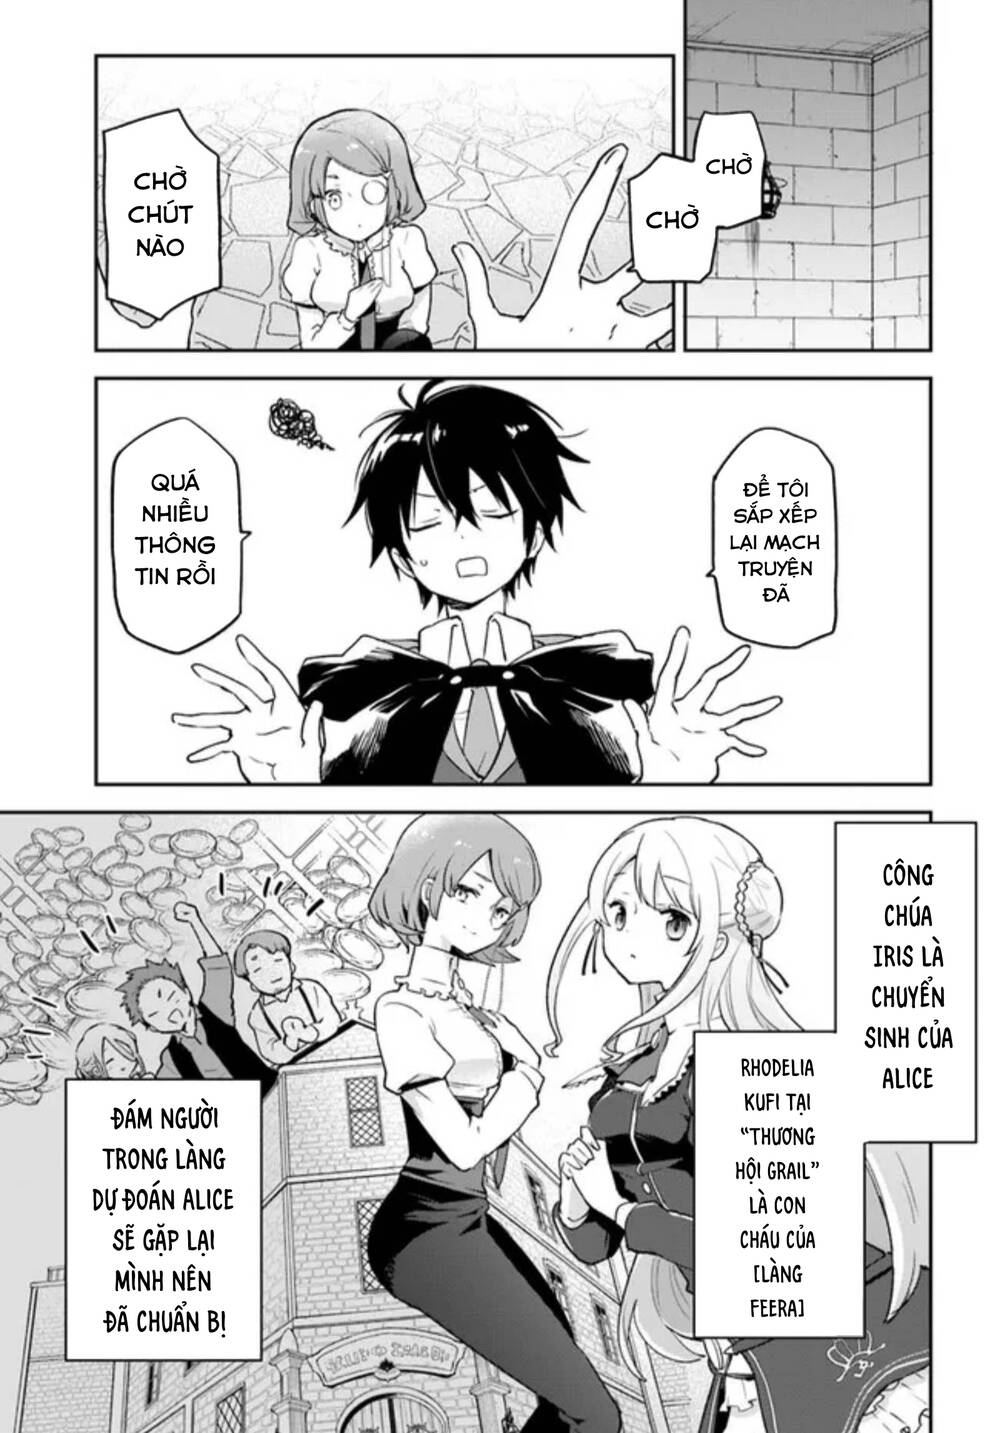 CHỜ
CHỜ
CHỜ
CHÚT
NÀO
ĐỂ TÔI
SẮP XẾP
LẠI MẠCH
TRUYỆN
ĐÃ
QUÁ
NHIỀU
THÔNG
TIN RỒI
CÔNG
CHÚA
IRIS LÀ
CHUYỂN
SINH CỦA
ALICE
RHODELIA
KUFI TẠI
“THƯƠNG
HỘI GRAIL”
LÀ CON
CHÁU CỦA
[LÀNG
FEERA]
ĐÁM NGƯỜI
TRONG LÀNG
DỰ ĐOÁN ALICE
SẼ GẶP LẠI
MÌNH NÊN
ĐÃ CHUẨN BỊ